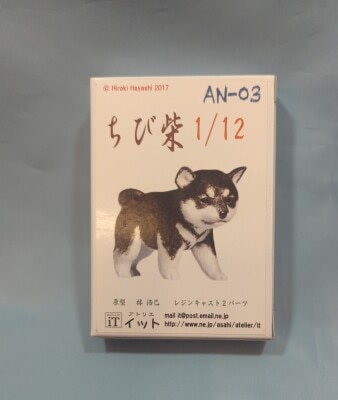 © Hiroki Hayashi 2017
AN-03
ちび柴 1/12
原型 林 浩己 レジンキャスト2パーツ
アトリエ
iT イット mail it@post.email.ne.jp
http://www.ne.jp/asahi/atelier/it